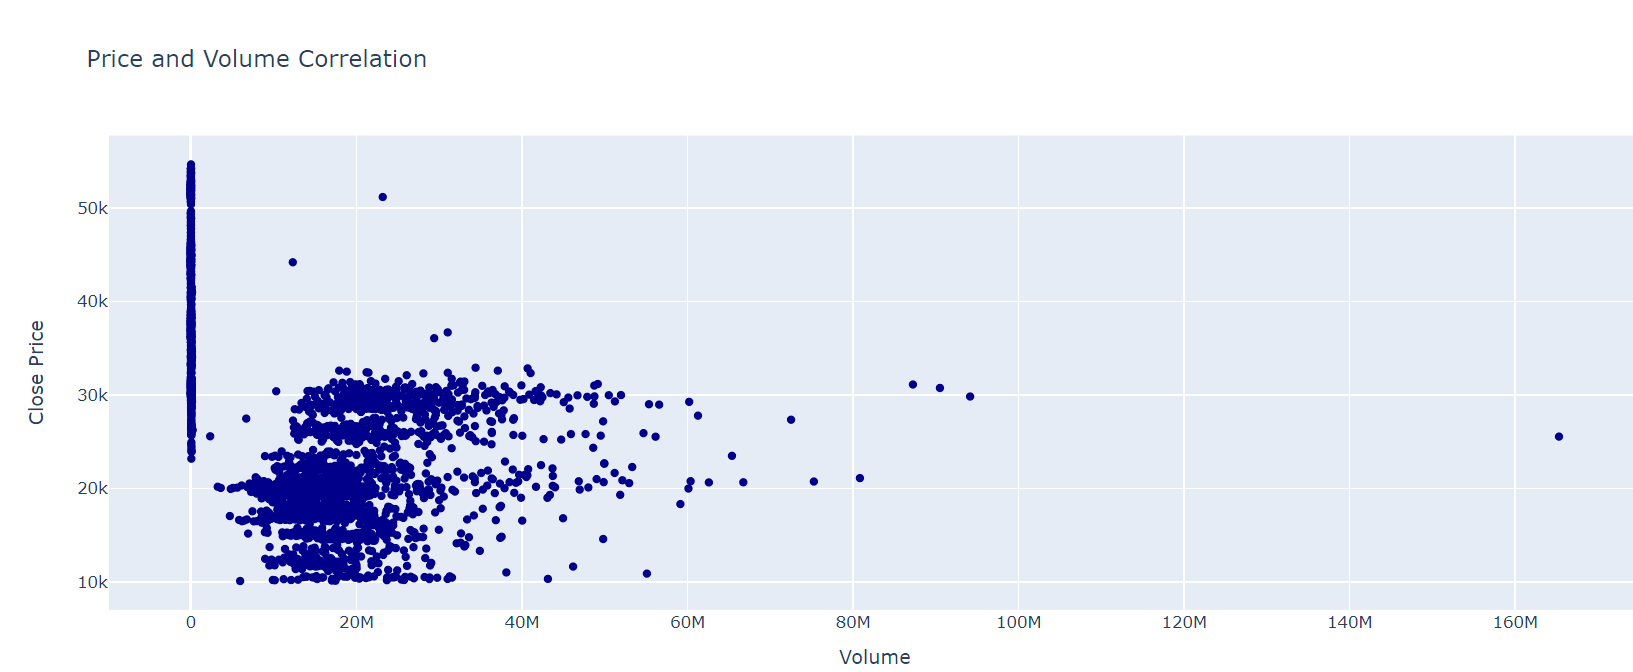 Price and Volume Correlation
50k
40k
30k
20k
10k
Close Price
0 20M 40M 60M 80M 100M 120M 140M 160M
Volume